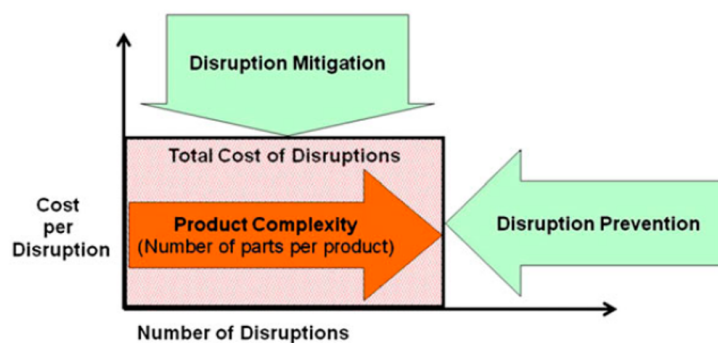 Disruption Mitigation
Total Cost of Disruptions
Cost
per
Disruption
Product Complexity
(Number of parts per product)
Disruption Prevention
Number of Disruptions